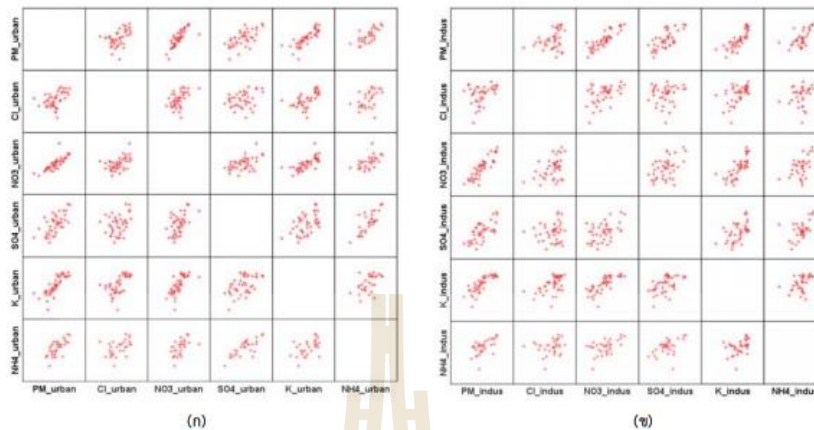 PM_urban
Cl_urban
NO3_urban
SO4_urban
K_urban
NH4_urban
PM_urban Cl_urban NO3_urban SO4_urban K_urban NH4_urban
(ก)
PM_indus
Cl_indus
NO3_indus
SO4_indus
K_indus
NH4_indus
PM_indus Cl_indus NO3_indus SO4_indus K_indus NH4_indus
(ข)